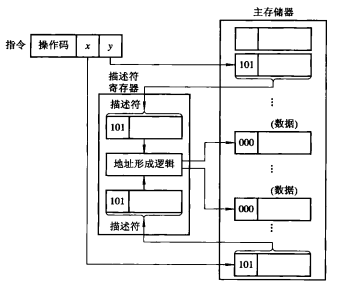 主存储器
指令 操作码 x y
101
描述符
寄存器
描述符
101
...
(数据)
地址形成逻辑
000
...
(数据)
101
000
描述符
...
101